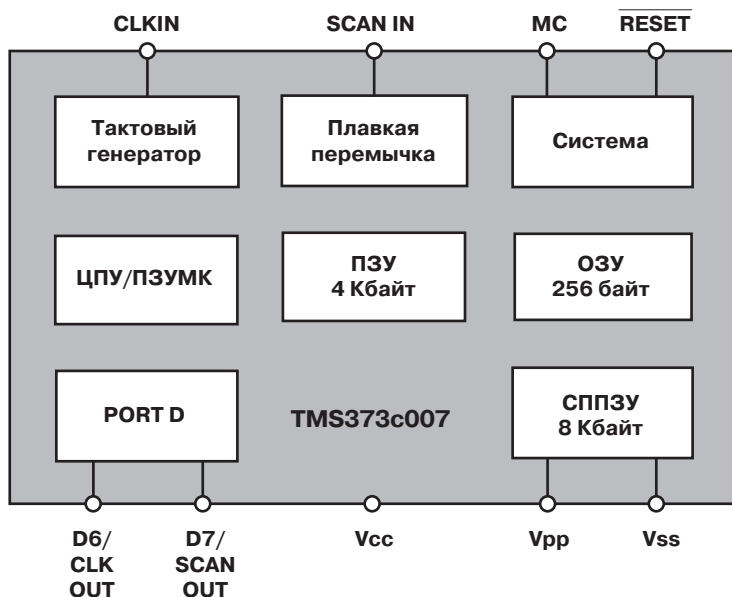 CLKIN SCAN IN MC RESET
Тактовый
генератор
Плавкая
перемычка
Система
ЦПУ/ПЗУМК
ПЗУ
4 Кбайт
ОЗУ
256 байт
PORT D
TMS373c007
СППЗУ
8 Кбайт
D6/
CLK
OUT
D7/
SCAN
OUT
Vcc
Vpp
Vss